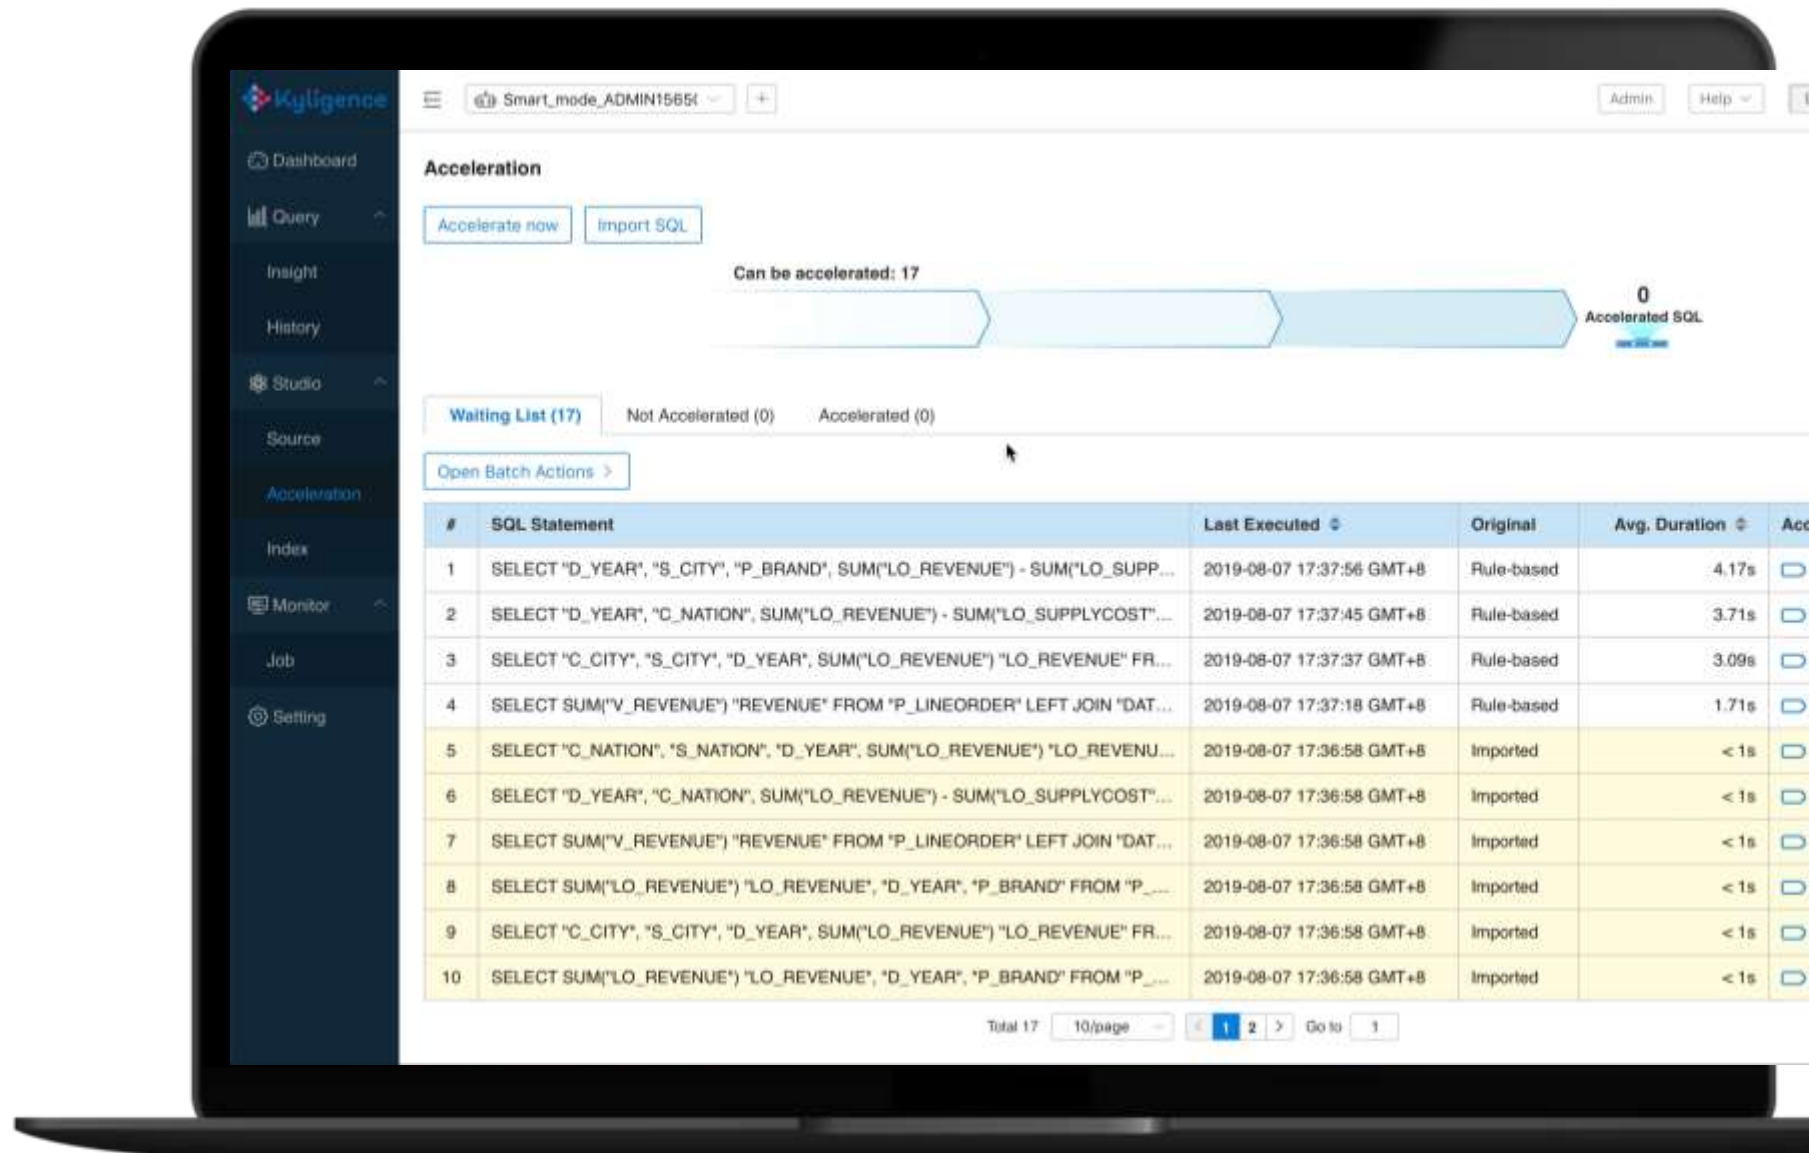 Kyligence
Smart_mode_ADMIN1565(
+
Admin
Help
Dashboard
Query
Insight
History
Studio
Source
Acceleration
Index
Monitor
Job
Setting
Acceleration
Accelerate now
Import SQL
Can be accelerated: 17
0
Accelerated SQL
Waiting List (17)
Not Accelerated (0)
Accelerated (0)
Open Batch Actions >
# SQL Statement Last Executed Original Avg. Duration Acc
1 SELECT "D_YEAR", "S_CITY", "P_BRAND", SUM("LO_REVENUE") - SUM("LO_SUPP... 2019-08-07 17:37:56 GMT+8 Rule-based 4.17s
2 SELECT "D_YEAR", "C_NATION", SUM("LO_REVENUE") - SUM("LO_SUPPLYCOST"... 2019-08-07 17:37:45 GMT+8 Rule-based 3.71s
3 SELECT "C_CITY", "S_CITY", "D_YEAR", SUM("LO_REVENUE") "LO_REVENUE" FR... 2019-08-07 17:37:37 GMT+8 Rule-based 3.09s
4 SELECT SUM("V_REVENUE") "REVENUE" FROM "P_LINEORDER" LEFT JOIN "DAT... 2019-08-07 17:37:18 GMT+8 Rule-based 1.71s
5 SELECT "C_NATION", "S_NATION", "D_YEAR", SUM("LO_REVENUE") "LO_REVENU... 2019-08-07 17:36:58 GMT+8 Imported < 1s
6 SELECT "D_YEAR", "C_NATION", SUM("LO_REVENUE") - SUM("LO_SUPPLYCOST"... 2019-08-07 17:36:58 GMT+8 Imported < 1s
7 SELECT SUM("V_REVENUE") "REVENUE" FROM "P_LINEORDER" LEFT JOIN "DAT... 2019-08-07 17:36:58 GMT+8 Imported < 1s
8 SELECT SUM("LO_REVENUE") "LO_REVENUE", "D_YEAR", "P_BRAND" FROM "P_... 2019-08-07 17:36:58 GMT+8 Imported < 1s
9 SELECT "C_CITY", "S_CITY", "D_YEAR", SUM("LO_REVENUE") "LO_REVENUE" FR... 2019-08-07 17:36:58 GMT+8 Imported < 1s
10 SELECT SUM("LO_REVENUE") "LO_REVENUE", "D_YEAR", "P_BRAND" FROM "P_... 2019-08-07 17:36:58 GMT+8 Imported < 1s
Total 17 10/page < 1 2 > Go to 1